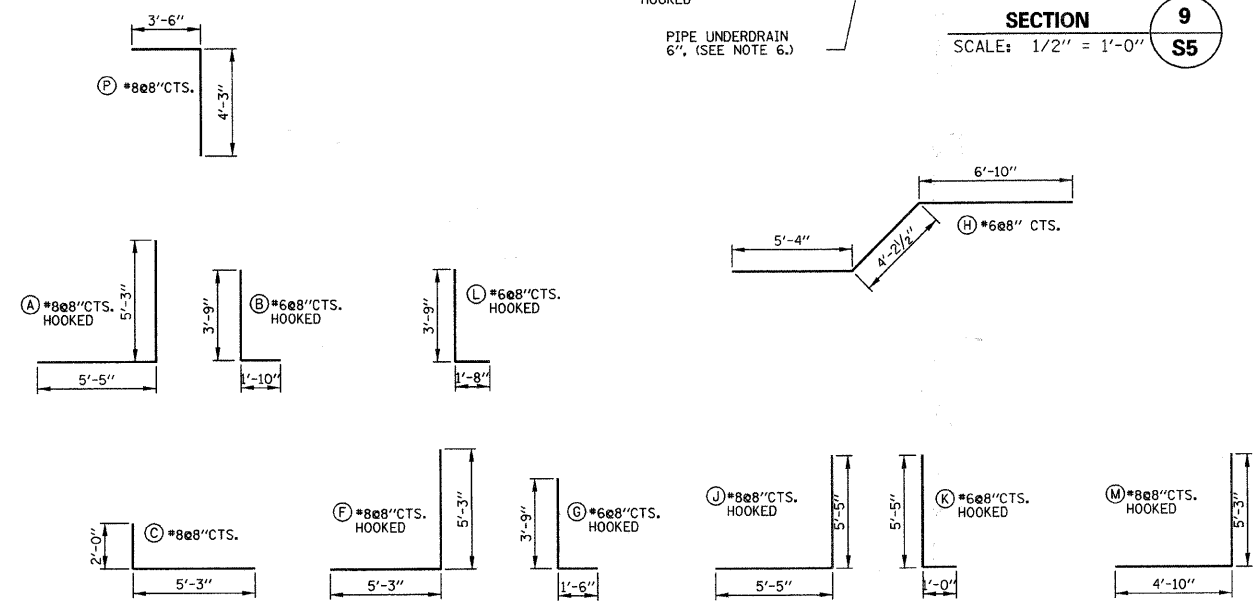 HOOKED
PIPE UNDERDRAIN
6", (SEE NOTE 6.)
SECTION
SCALE: 1/2" = 1'-0"
9
S5
3'-6"
P #8@8"CTS.
4'-3"
6'-10"
H #6@8" CTS.
5'-4"
4'-2½"
A #8@8"CTS.
HOOKED
5'-3"
5'-5"
3'-9"
B #6@8"CTS.
HOOKED
1'-10"
3'-9"
L #6@8"CTS.
HOOKED
1'-8"
2'-0"
C #8@8"CTS.
5'-3"
F #8@8"CTS.
HOOKED
5'-3"
5'-3"
3'-9"
G #6@8"CTS.
HOOKED
1'-6"
J #8@8"CTS.
HOOKED
5'-5"
5'-5"
5'-5"
K #6@8"CTS.
HOOKED
1'-0"
M #8@8"CTS.
HOOKED
5'-3"
4'-10"